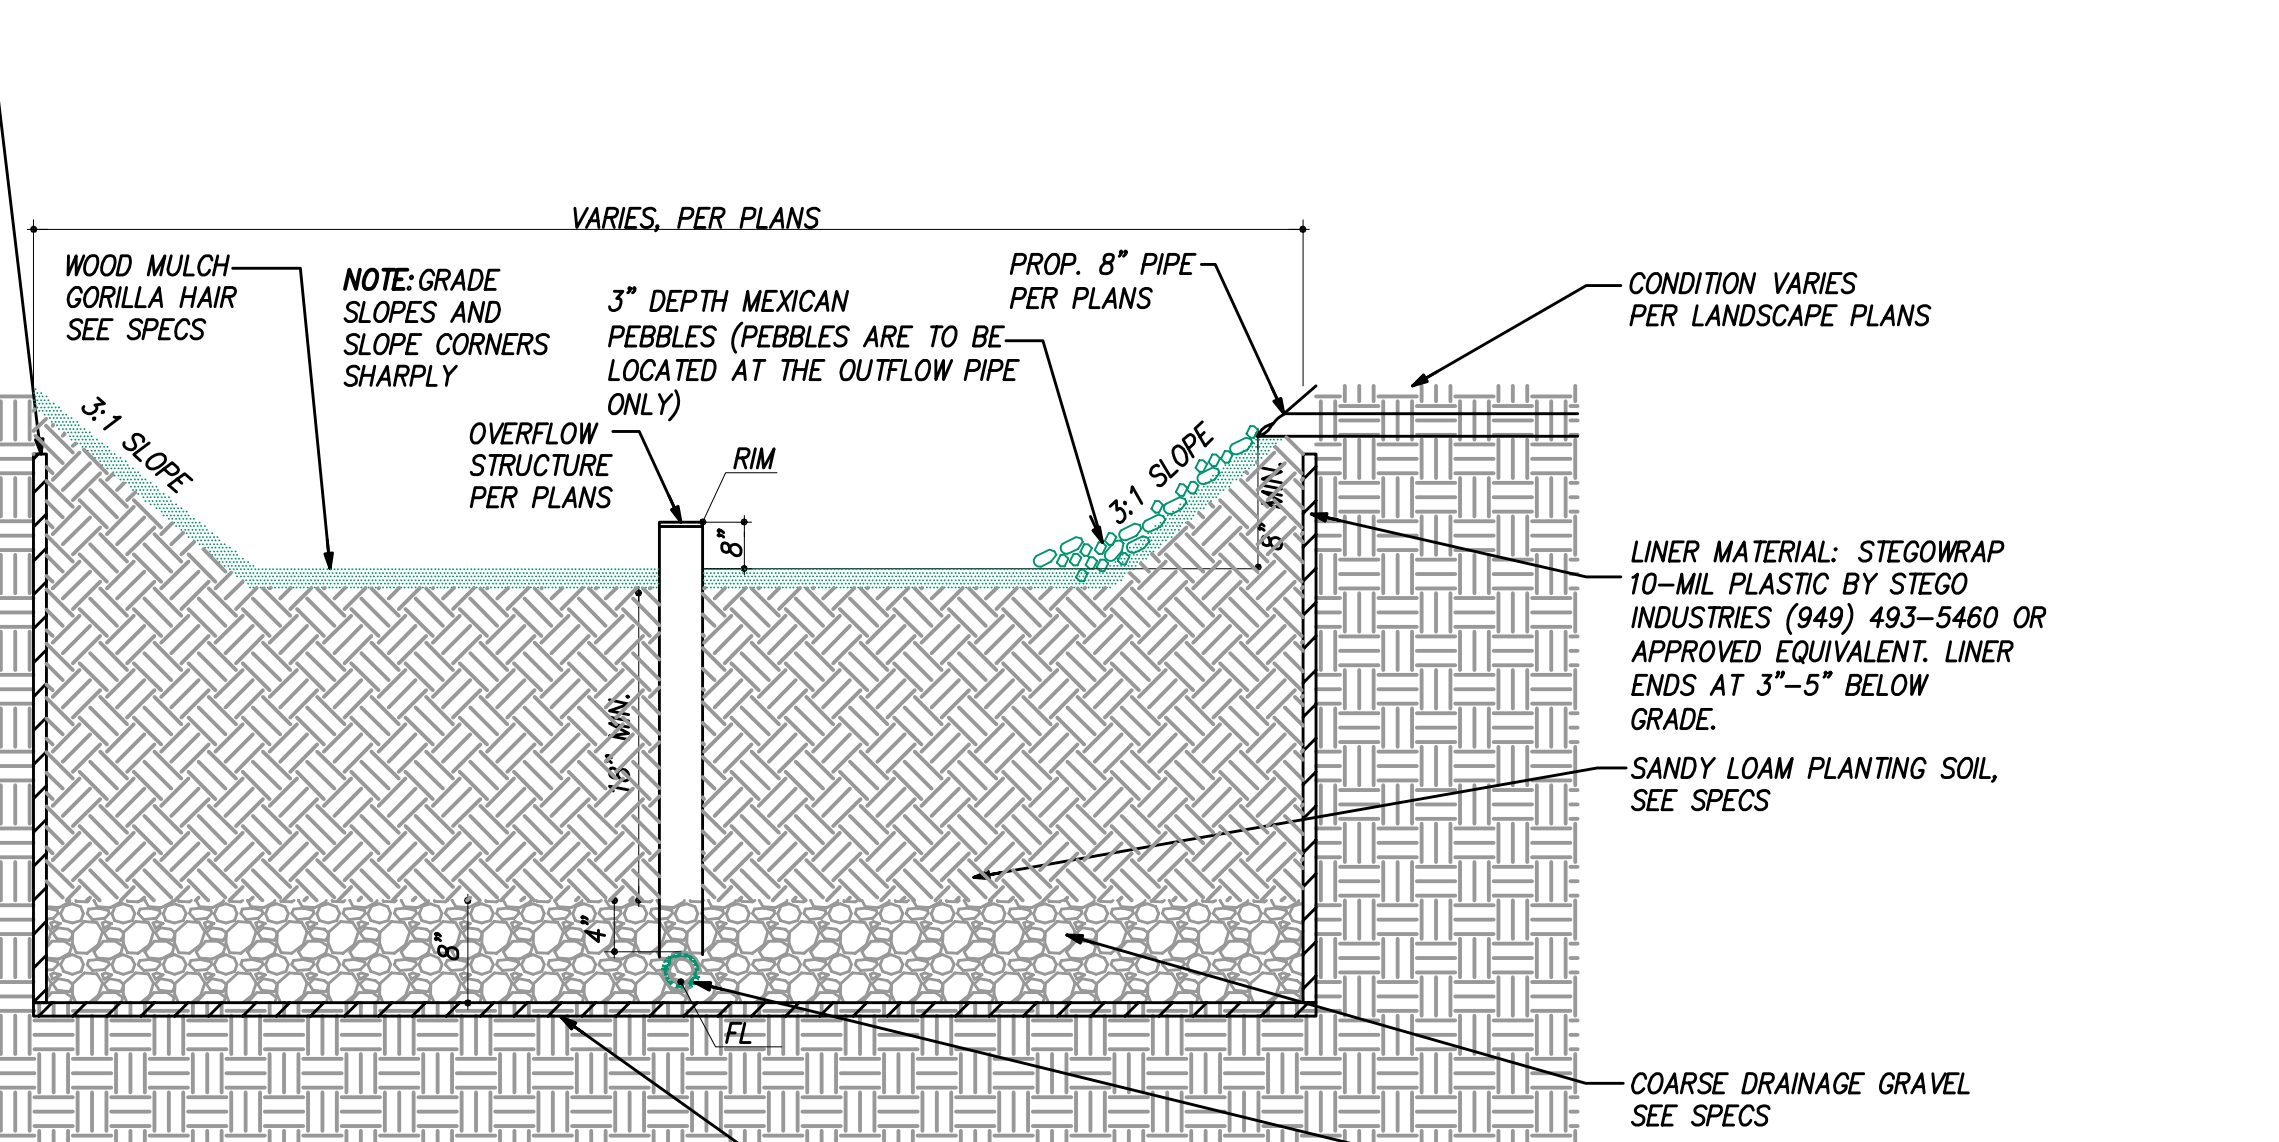 VARIES, PER PLANS
WOOD MULCH
GORILLA HAIR
SEE SPECS
NOTE: GRADE
SLOPES AND
SLOPE CORNERS
SHARPLY
3" DEPTH MEXICAN
PEBBLES (PEBBLES ARE TO BE
LOCATED AT THE OUTFLOW PIPE
ONLY)
PROP. 8" PIPE
PER PLANS
CONDITION VARIES
PER LANDSCAPE PLANS
3:1 SLOPE
OVERFLOW
STRUCTURE
PER PLANS
RIM
8"
3:1 SLOPE
8" MIN.
LINER MATERIAL: STEGOWRAP
10-MIL PLASTIC BY STEGO
INDUSTRIES (949) 493-5460 OR
APPROVED EQUIVALENT. LINER
ENDS AT 3"-5" BELOW
GRADE.
18" MIN.
SANDY LOAM PLANTING SOIL,
SEE SPECS
8"
4"
FL
COARSE DRAINAGE GRAVEL
SEE SPECS